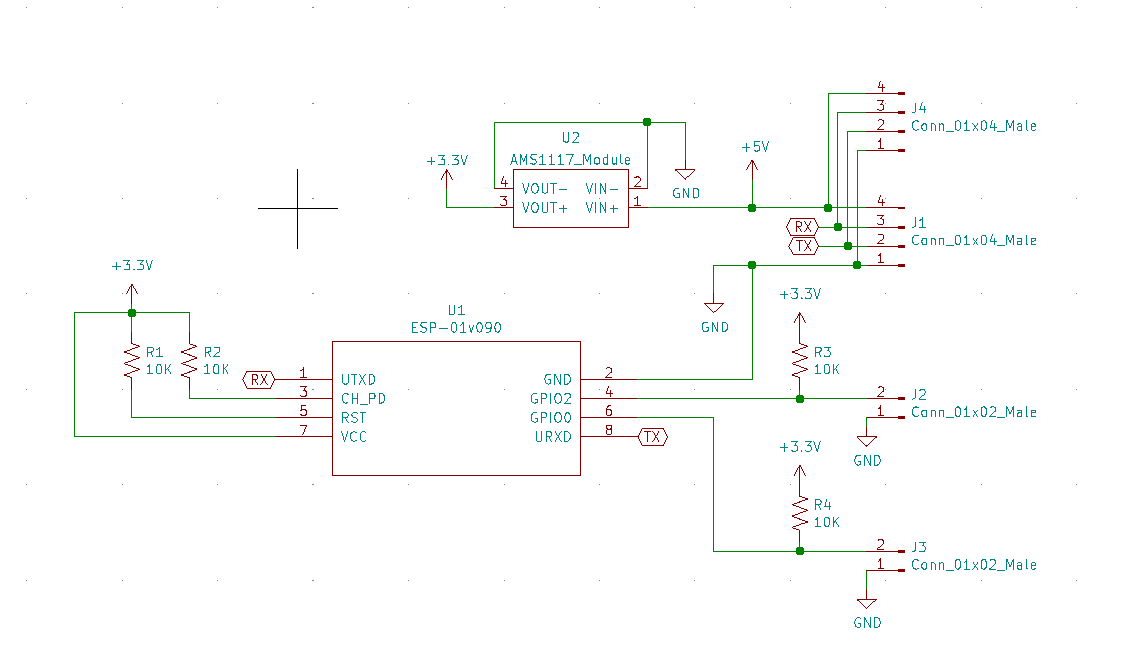 4
3
J4
2
Conn_01x04_Male
1
U2
AMS1117_Module
+3.3V
+5V
4
VOUT-
VIN-
2
3
VOUT+
VIN+
1
GND
4
RX
3
J1
TX
2
Conn_01x04_Male
1
GND
+3.3V
+3.3V
R1
10K
R2
10K
U1
ESP-01v090
RX
1
UTXD
GND
2
3
CH_PD
GPIO2
4
5
RST
GPIO0
6
7
VCC
URXD
8
TX
R3
10K
2
J2
1
Conn_01x02_Male
GND
+3.3V
R4
10K
2
J3
1
Conn_01x02_Male
GND